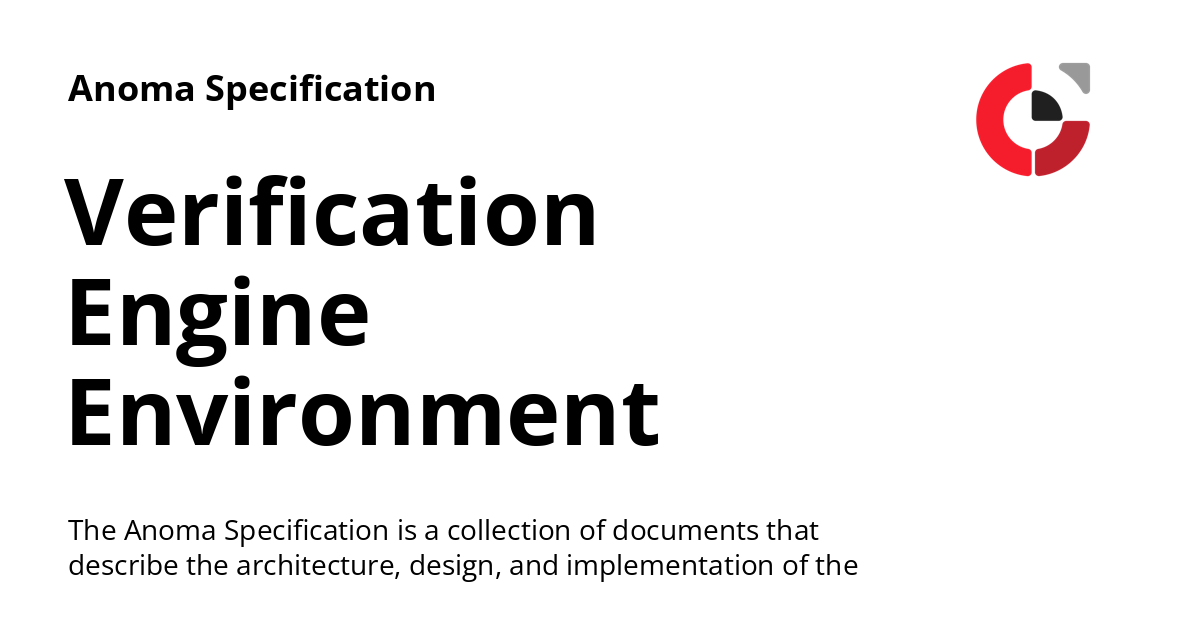 Anoma Specification
Verification
Engine
Environment
The Anoma Specification is a collection of documents that
describe the architecture, design, and implementation of the